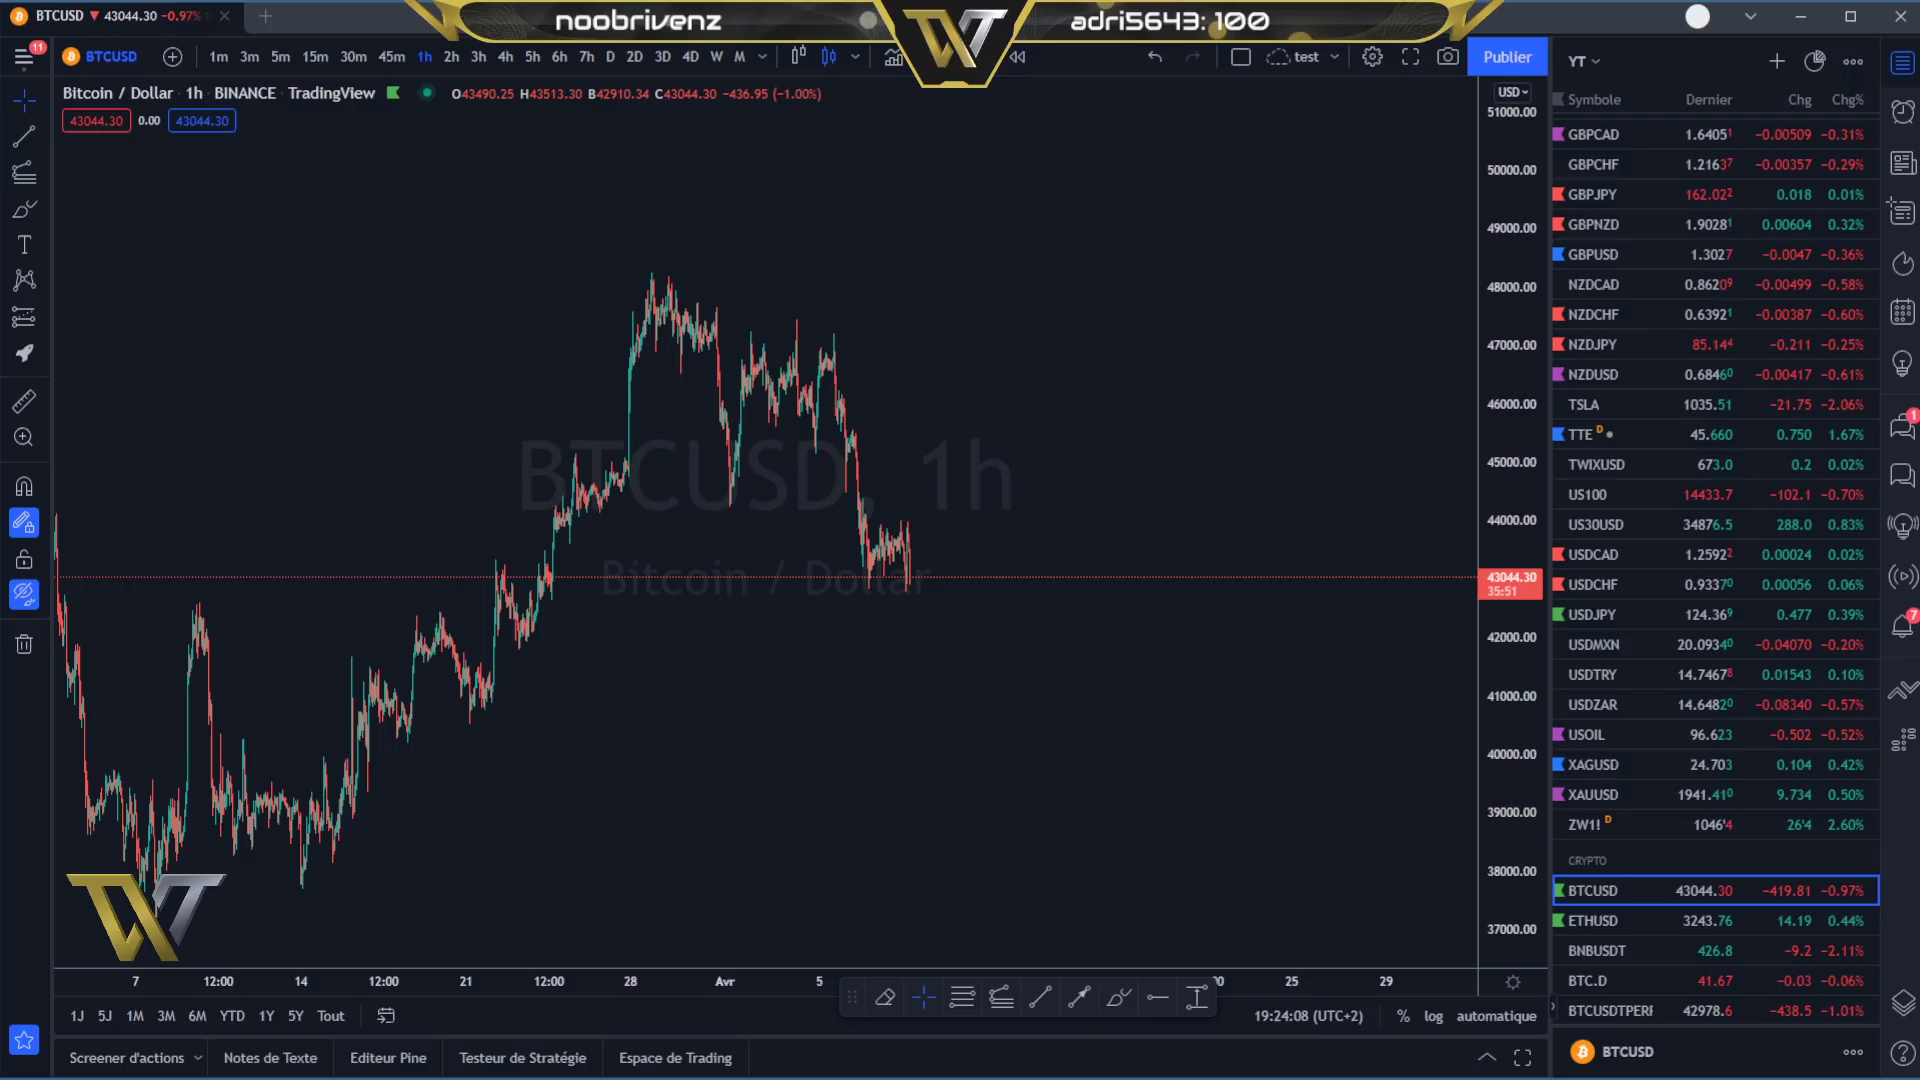 BTCUSD ▼ 43044.30 −0.97%
noobrivenz
adri5643: 100
11
BTCUSD
1m 3m 5m 15m 30m 45m 1h 2h 3h 4h 5h 6h 7h D 2D 3D 4D W M
test
Publier
YT
Bitcoin / Dollar · 1h · BINANCE · TradingView
O43490.25 H43513.30 B42910.34 C43044.30 −436.95 (−1.00%)
43044.30 0.00 43044.30
USD
51000.00
50000.00
49000.00
48000.00
47000.00
46000.00
45000.00
44000.00
43044.30
35:51
42000.00
41000.00
40000.00
39000.00
38000.00
37000.00
BTCUSD, 1h
Bitcoin / Dollar
Symbole Dernier Chg Chg%
GBPCAD 1.64051 −0.00509 −0.31%
GBPCHF 1.21637 −0.00357 −0.29%
GBPJPY 162.022 0.018 0.01%
GBPNZD 1.90281 0.00604 0.32%
GBPUSD 1.3027 −0.0047 −0.36%
NZDCAD 0.86209 −0.00499 −0.58%
NZDCHF 0.63921 −0.00387 −0.60%
NZDJPY 85.144 −0.211 −0.25%
NZDUSD 0.68460 −0.00417 −0.61%
TSLA 1035.51 −21.75 −2.06%
TTE D 45.660 0.750 1.67%
TWIXUSD 673.0 0.2 0.02%
US100 14433.7 −102.1 −0.70%
US30USD 34876.5 288.0 0.83%
USDCAD 1.25922 0.00024 0.02%
USDCHF 0.93370 0.00056 0.06%
USDJPY 124.369 0.477 0.39%
USDMXN 20.09340 −0.04070 −0.20%
USDTRY 14.74678 0.01543 0.10%
USDZAR 14.64820 −0.08340 −0.57%
USOIL 96.623 −0.502 −0.52%
XAGUSD 24.703 0.104 0.42%
XAUUSD 1941.410 9.734 0.50%
ZW1! D 1046'4 26'4 2.60%
CRYPTO
BTCUSD 43044.30 −419.81 −0.97%
ETHUSD 3243.76 14.19 0.44%
BNBUSDT 426.8 −9.2 −2.11%
BTC.D 41.67 −0.03 −0.06%
BTCUSDTPERP 42978.6 −438.5 −1.01%
BTCUSD
1
7
7 12:00 14 12:00 21 12:00 28 Avr 5 25 29
1J 5J 1M 3M 6M YTD 1Y 5Y Tout
19:24:08 (UTC+2) % log automatique
Screener d'actions Notes de Texte Editeur Pine Testeur de Stratégie Espace de Trading